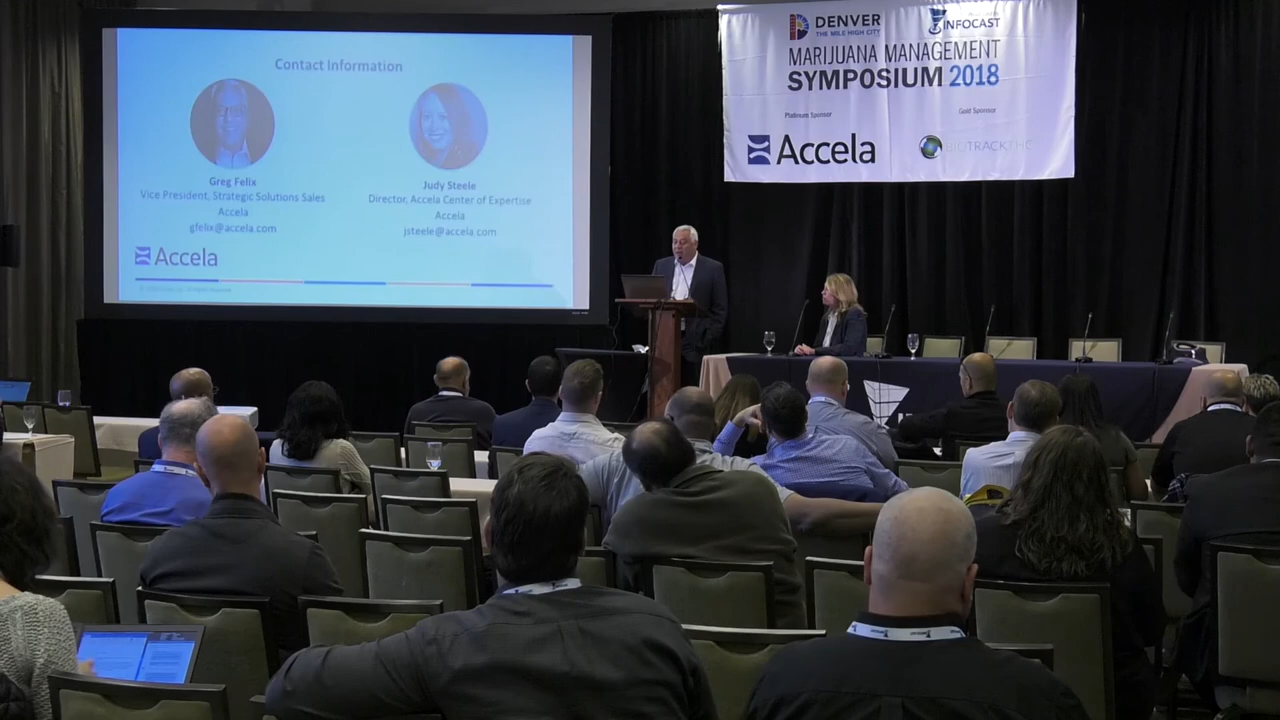 Contact Information
Greg Felix
Vice President, Strategic Solutions Sales
Accela
gfelix@accela.com
Judy Steele
Director, Accela Center of Expertise
Accela
jsteele@accela.com
Accela
DENVER
THE MILE HIGH CITY
INFOCAST
MARIJUANA MANAGEMENT
SYMPOSIUM 2018
Platinum Sponsor
Gold Sponsor
Accela
BIOTRACKTHC